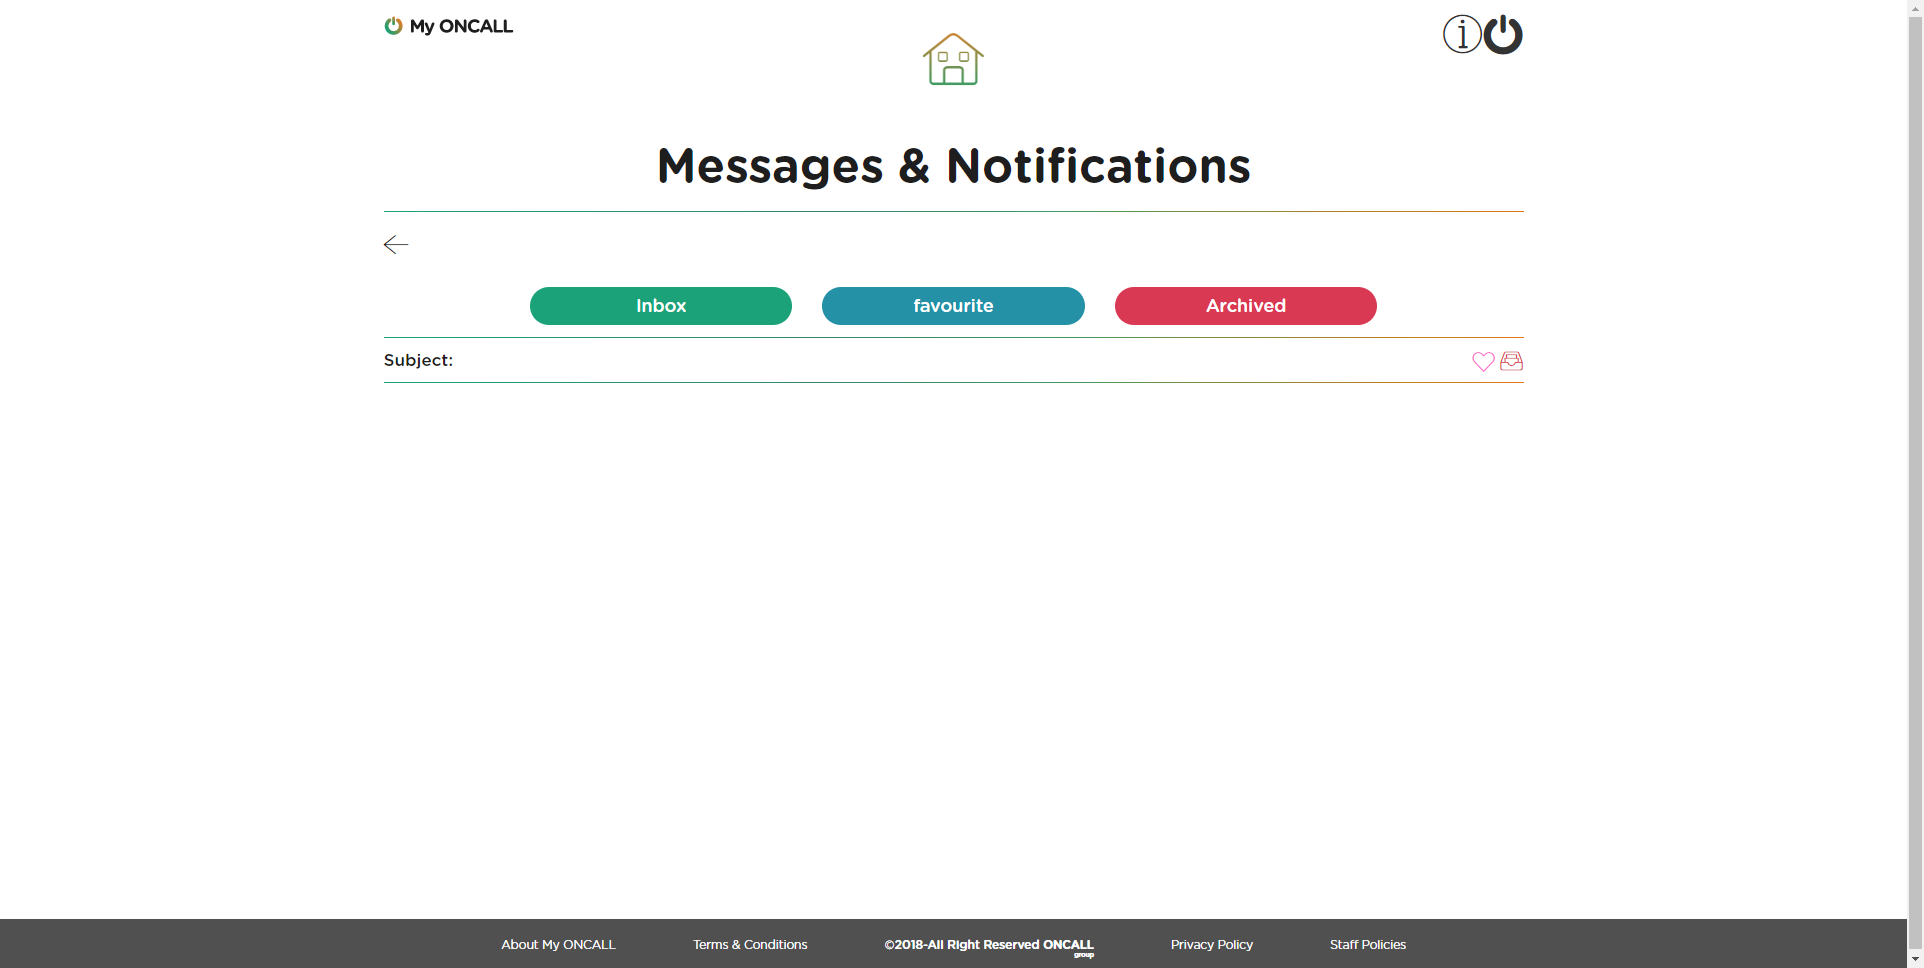 My ONCALL
i
Messages & Notifications
Inbox favourite Archived
Subject:
About My ONCALL Terms & Conditions ©2018-All Right Reserved ONCALL group Privacy Policy Staff Policies